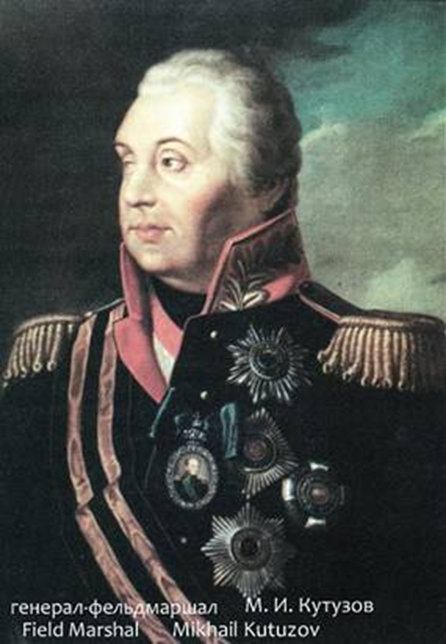 генерал-фельдмаршал М. И. Кутузов
Field Marshal Mikhail Kutuzov